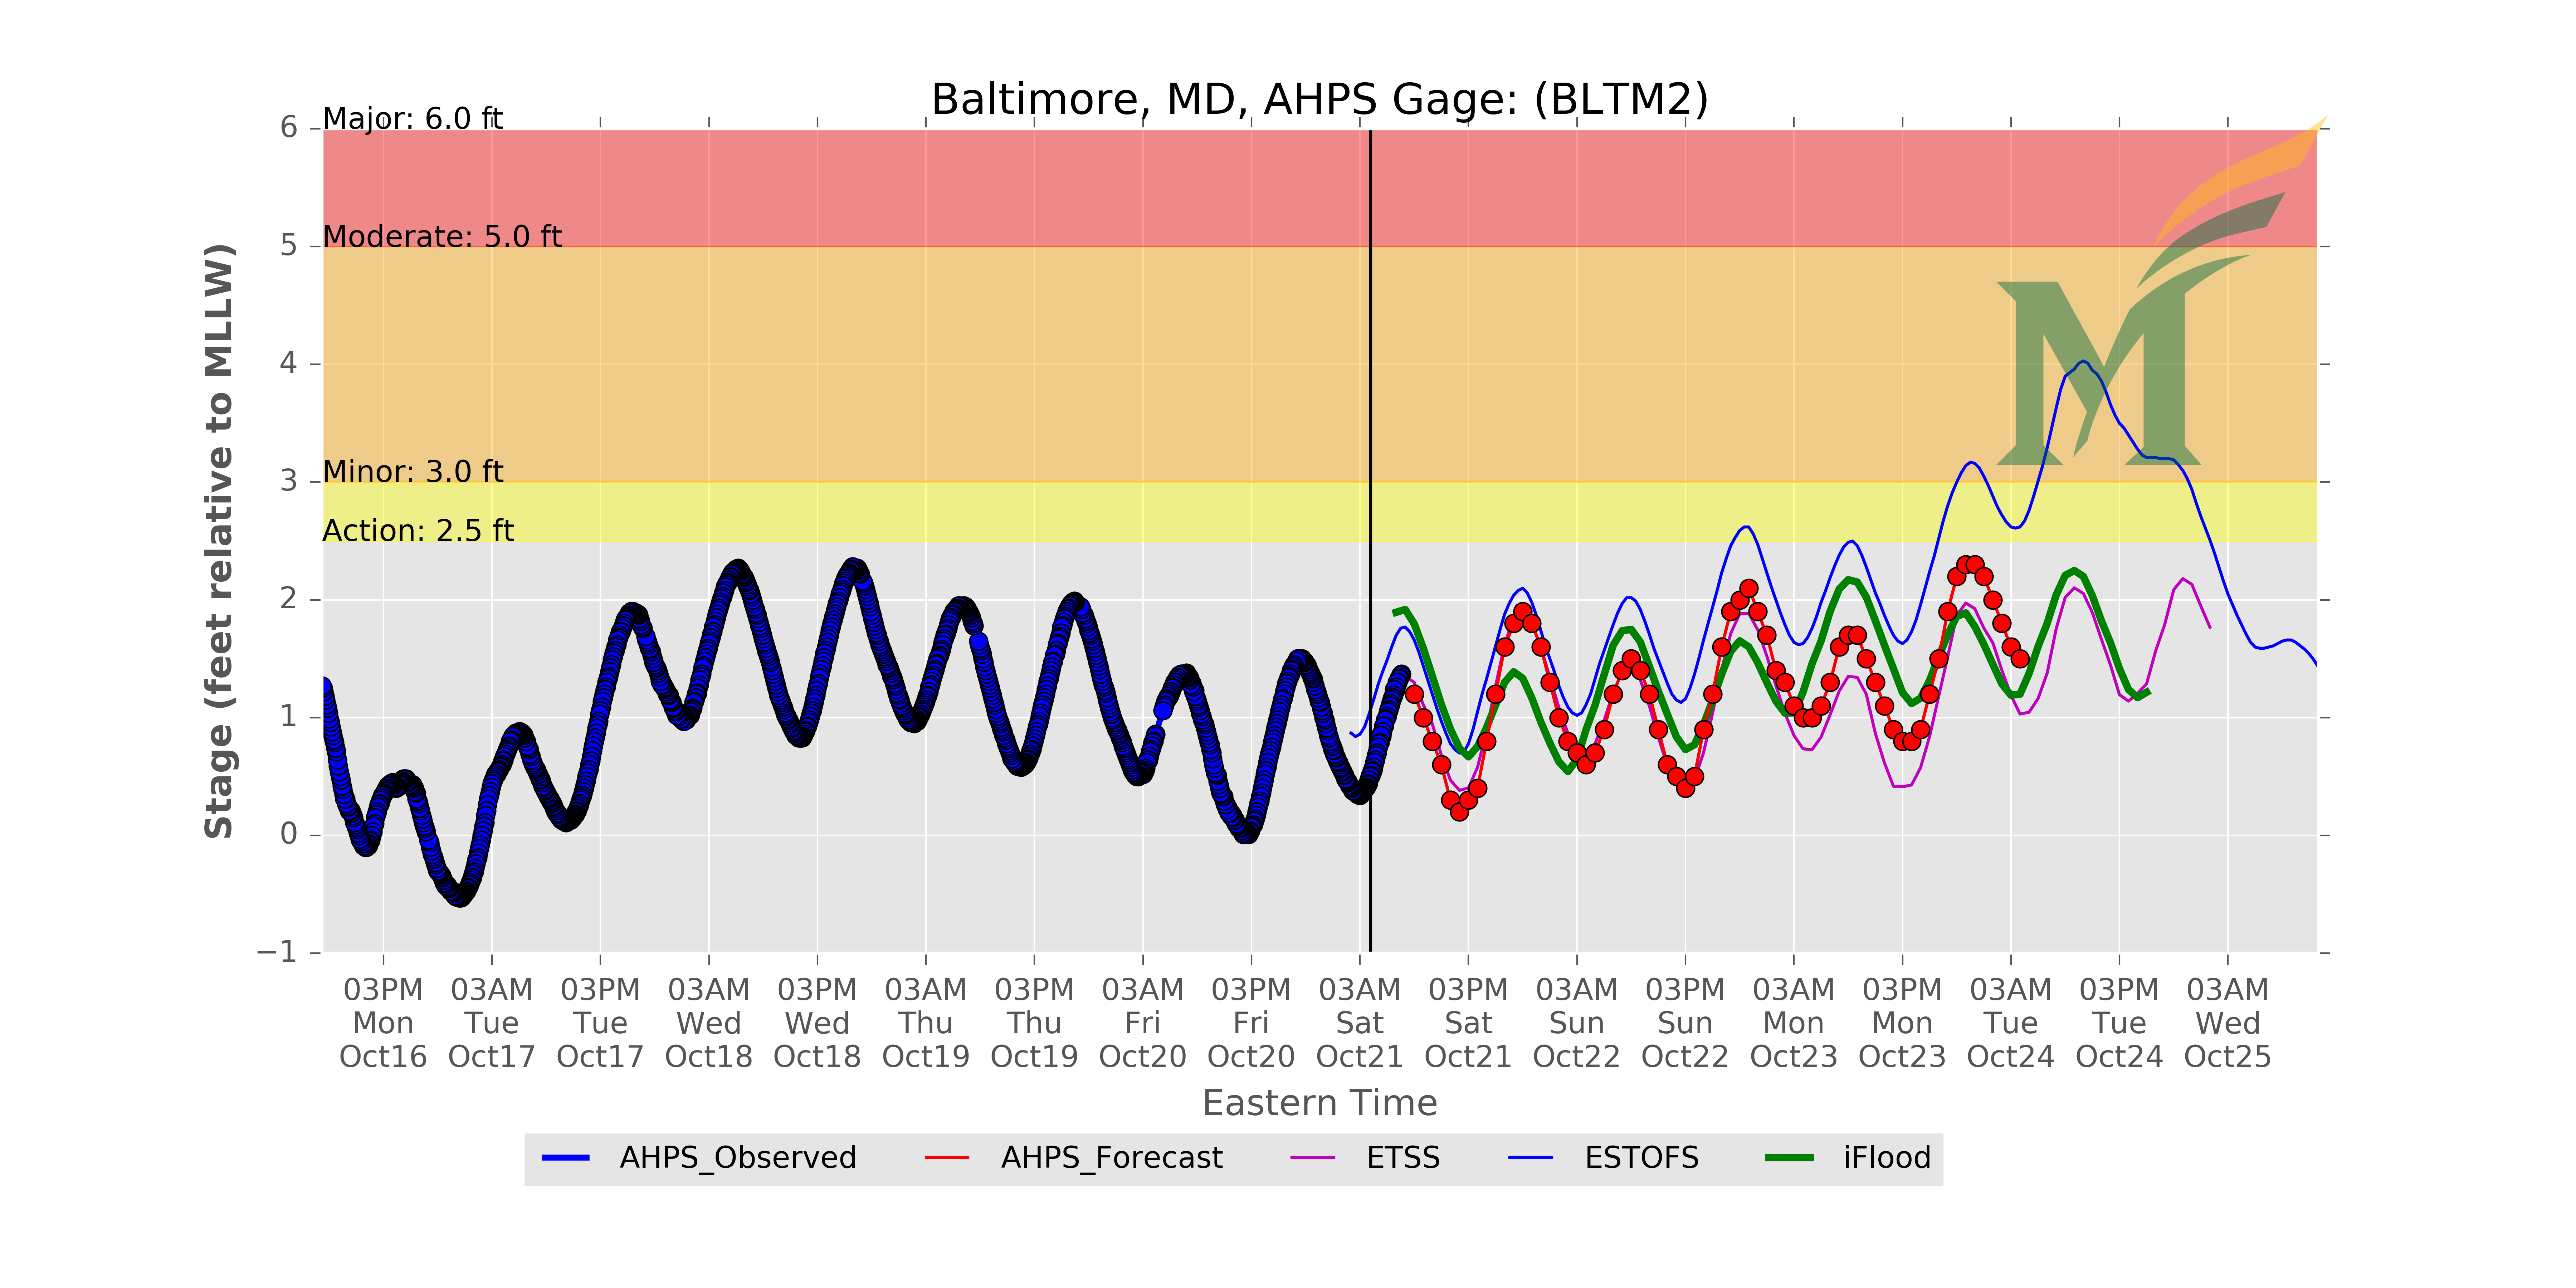 Baltimore, MD, AHPS Gage: (BLTM2)
Major: 6.0 ft
Moderate: 5.0 ft
Minor: 3.0 ft
Action: 2.5 ft
6
5
4
3
2
1
0
−1
Stage (feet relative to MLLW)
03PM 03AM 03PM 03AM 03PM 03AM 03PM 03AM 03PM 03AM 03PM 03AM 03PM 03AM 03PM 03AM 03PM 03AM
Mon Tue Tue Wed Wed Thu Thu Fri Fri Sat Sat Sun Sun Mon Mon Tue Tue Wed
Oct16 Oct17 Oct17 Oct18 Oct18 Oct19 Oct19 Oct20 Oct20 Oct21 Oct21 Oct22 Oct22 Oct23 Oct23 Oct24 Oct24 Oct25
Eastern Time
AHPS_Observed AHPS_Forecast ETSS ESTOFS iFlood
M